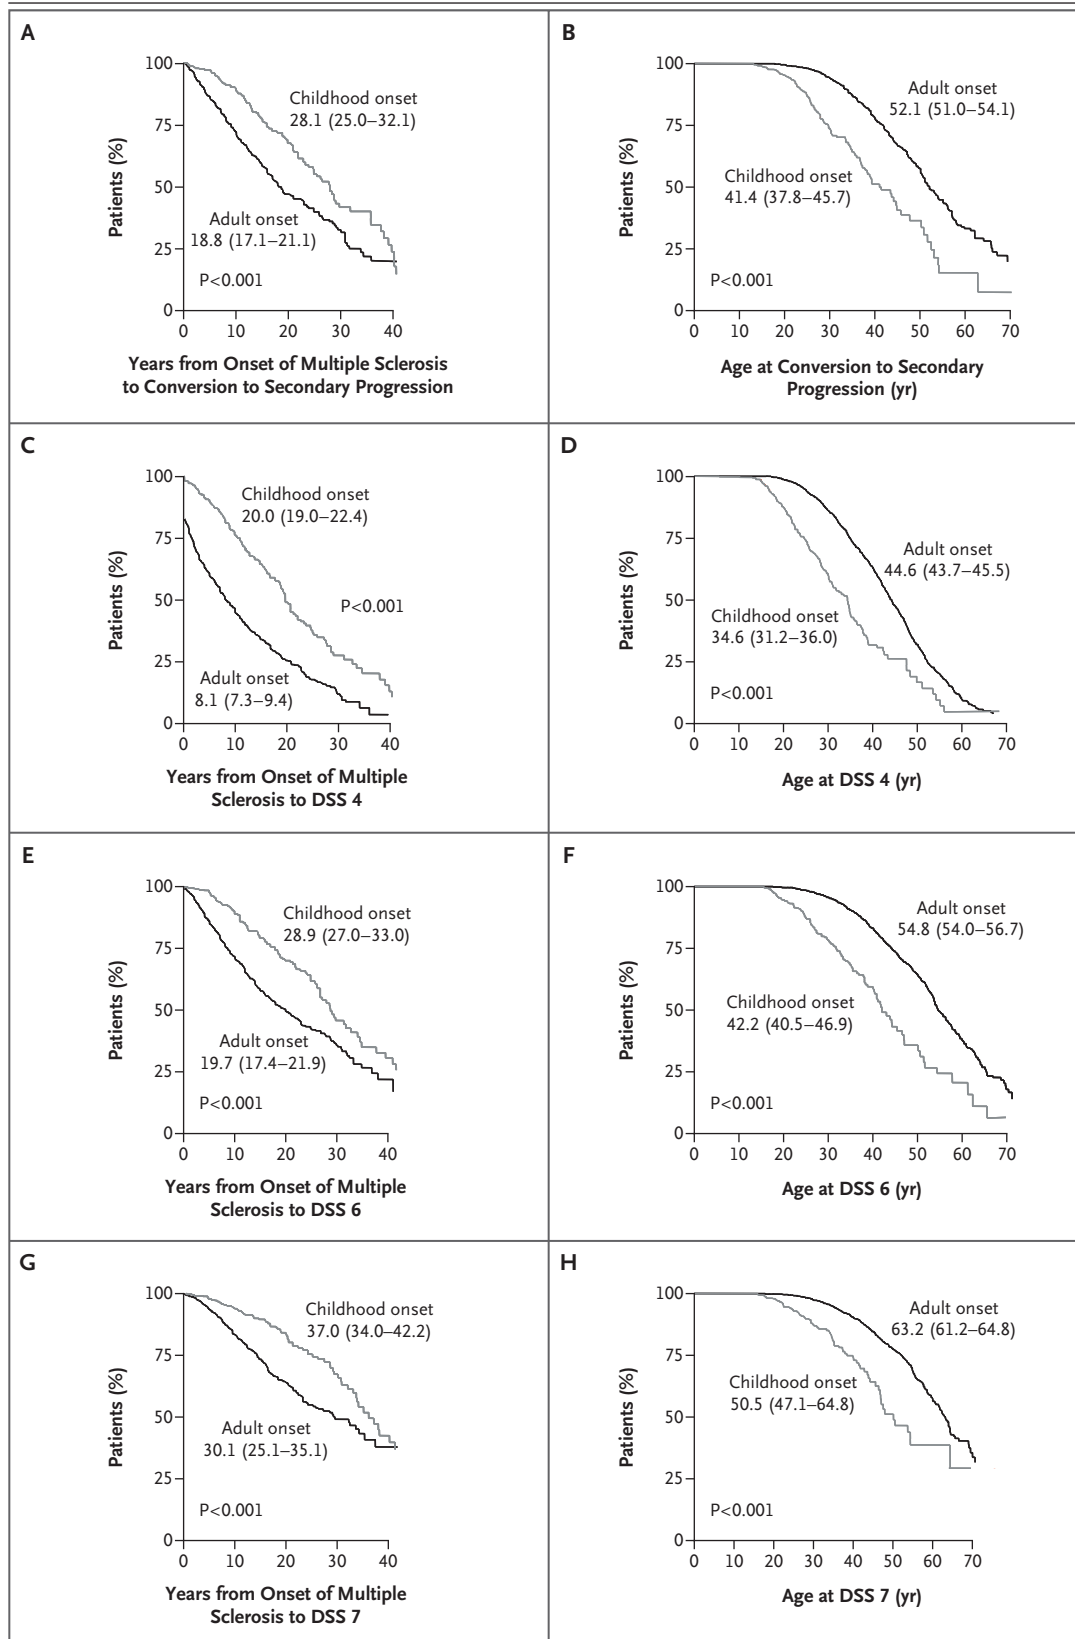 A
100
75
50
25
0
Patients (%)
Childhood onset
28.1 (25.0–32.1)
Adult onset
18.8 (17.1–21.1)
P<0.001
0 10 20 30 40
Years from Onset of Multiple Sclerosis
to Conversion to Secondary Progression
B
100
75
50
25
0
Patients (%)
Adult onset
52.1 (51.0–54.1)
Childhood onset
41.4 (37.8–45.7)
P<0.001
0 10 20 30 40 50 60 70
Age at Conversion to Secondary
Progression (yr)
C
100
75
50
25
0
Patients (%)
Childhood onset
20.0 (19.0–22.4)
P<0.001
Adult onset
8.1 (7.3–9.4)
0 10 20 30 40
Years from Onset of Multiple
Sclerosis to DSS 4
D
100
75
50
25
0
Patients (%)
Adult onset
44.6 (43.7–45.5)
Childhood onset
34.6 (31.2–36.0)
P<0.001
0 10 20 30 40 50 60 70
Age at DSS 4 (yr)
E
100
75
50
25
0
Patients (%)
Childhood onset
28.9 (27.0–33.0)
Adult onset
19.7 (17.4–21.9)
P<0.001
0 10 20 30 40
Years from Onset of Multiple
Sclerosis to DSS 6
F
100
75
50
25
0
Patients (%)
Adult onset
54.8 (54.0–56.7)
Childhood onset
42.2 (40.5–46.9)
P<0.001
0 10 20 30 40 50 60 70
Age at DSS 6 (yr)
G
100
75
50
25
0
Patients (%)
Childhood onset
37.0 (34.0–42.2)
Adult onset
30.1 (25.1–35.1)
P<0.001
0 10 20 30 40
Years from Onset of Multiple
Sclerosis to DSS 7
H
100
75
50
25
0
Patients (%)
Adult onset
63.2 (61.2–64.8)
Childhood onset
50.5 (47.1–64.8)
P<0.001
0 10 20 30 40 50 60 70
Age at DSS 7 (yr)